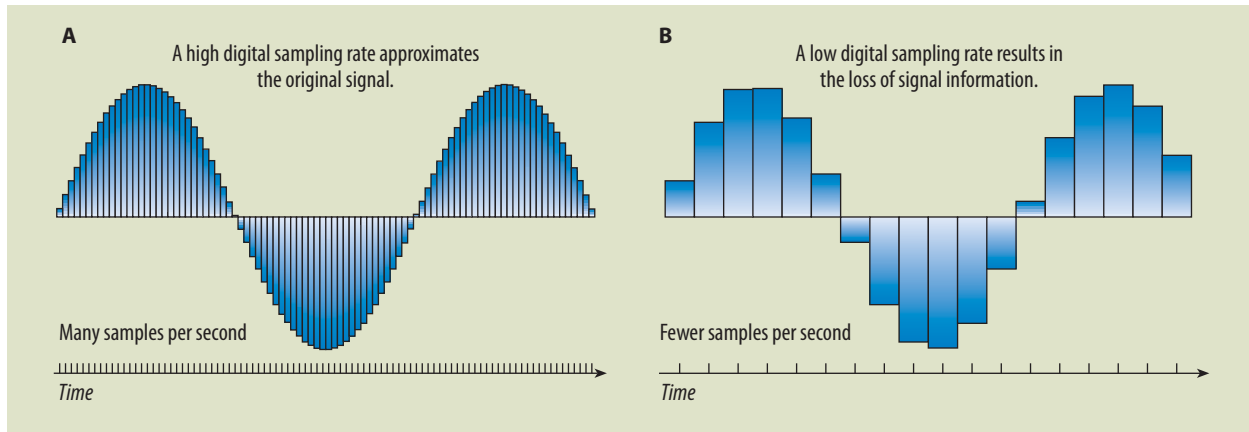 A
A high digital sampling rate approximates
the original signal.
Many samples per second
Time
B
A low digital sampling rate results in
the loss of signal information.
Fewer samples per second
Time